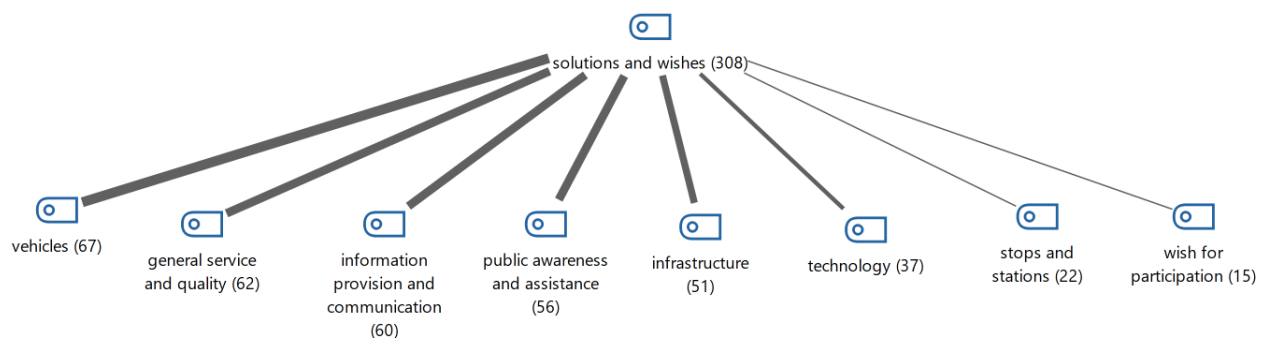 solutions and wishes (308)
vehicles (67)
general service
and quality (62)
information
provision and
communication
(60)
public awareness
and assistance
(56)
infrastructure
(51)
technology (37)
stops and
stations (22)
wish for
participation (15)